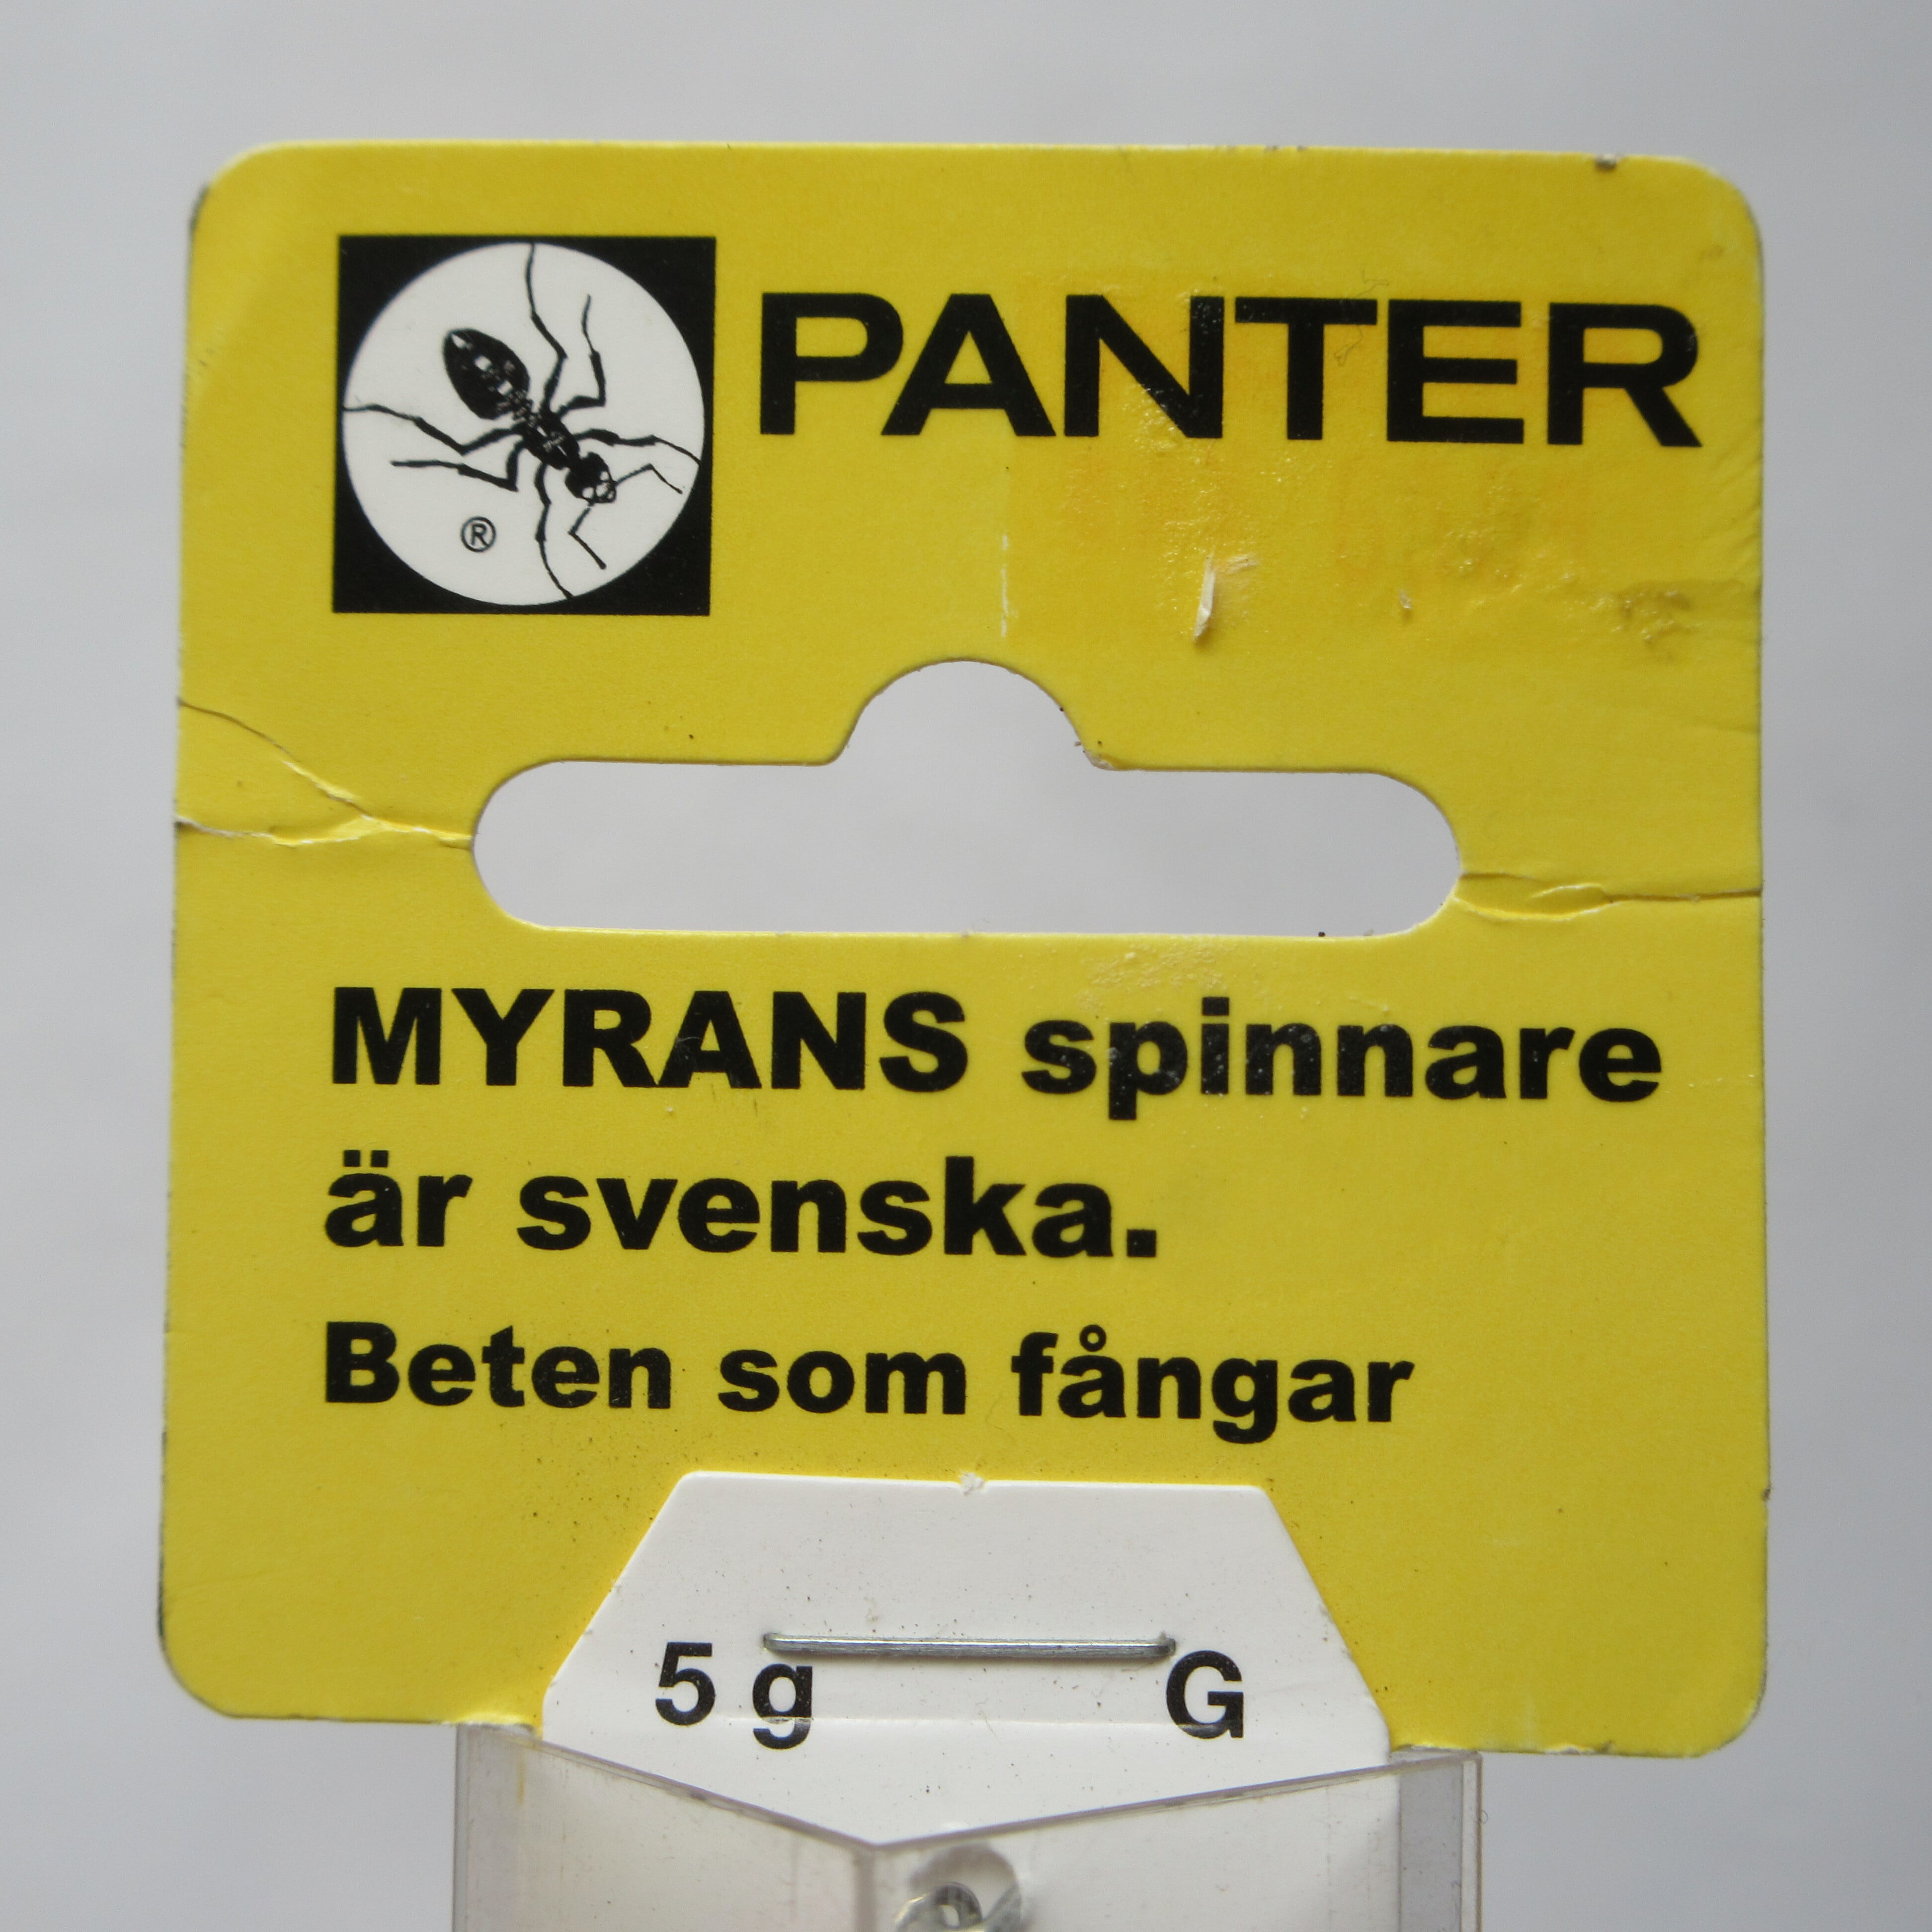 PANTER
®
MYRANS spinnare
är svenska.
Beten som fångar
5 g G